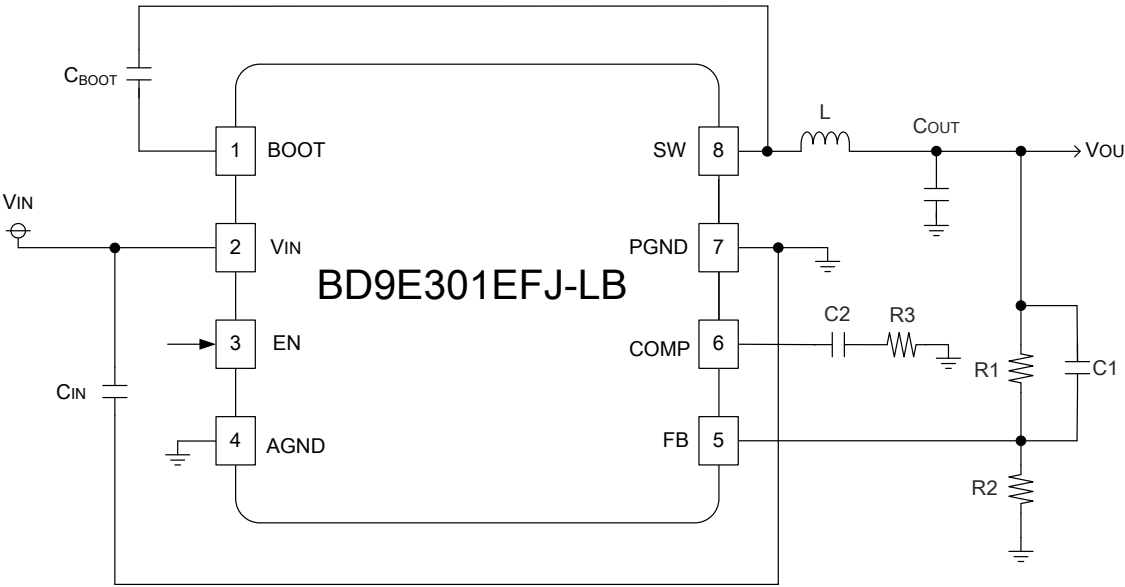 CBOOT
1 BOOT
SW 8
L
COUT
VOU
VIN
2 VIN
PGND 7
BD9E301EFJ-LB
3 EN
COMP 6
C2
R3
R1
C1
CIN
4 AGND
FB 5
R2